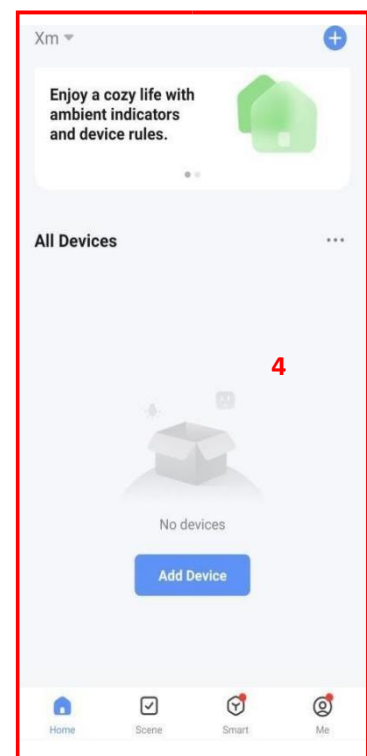 Xm
Enjoy a cozy life with
ambient indicators
and device rules.
All Devices
4
No devices
Add Device
Home Scene Smart Me